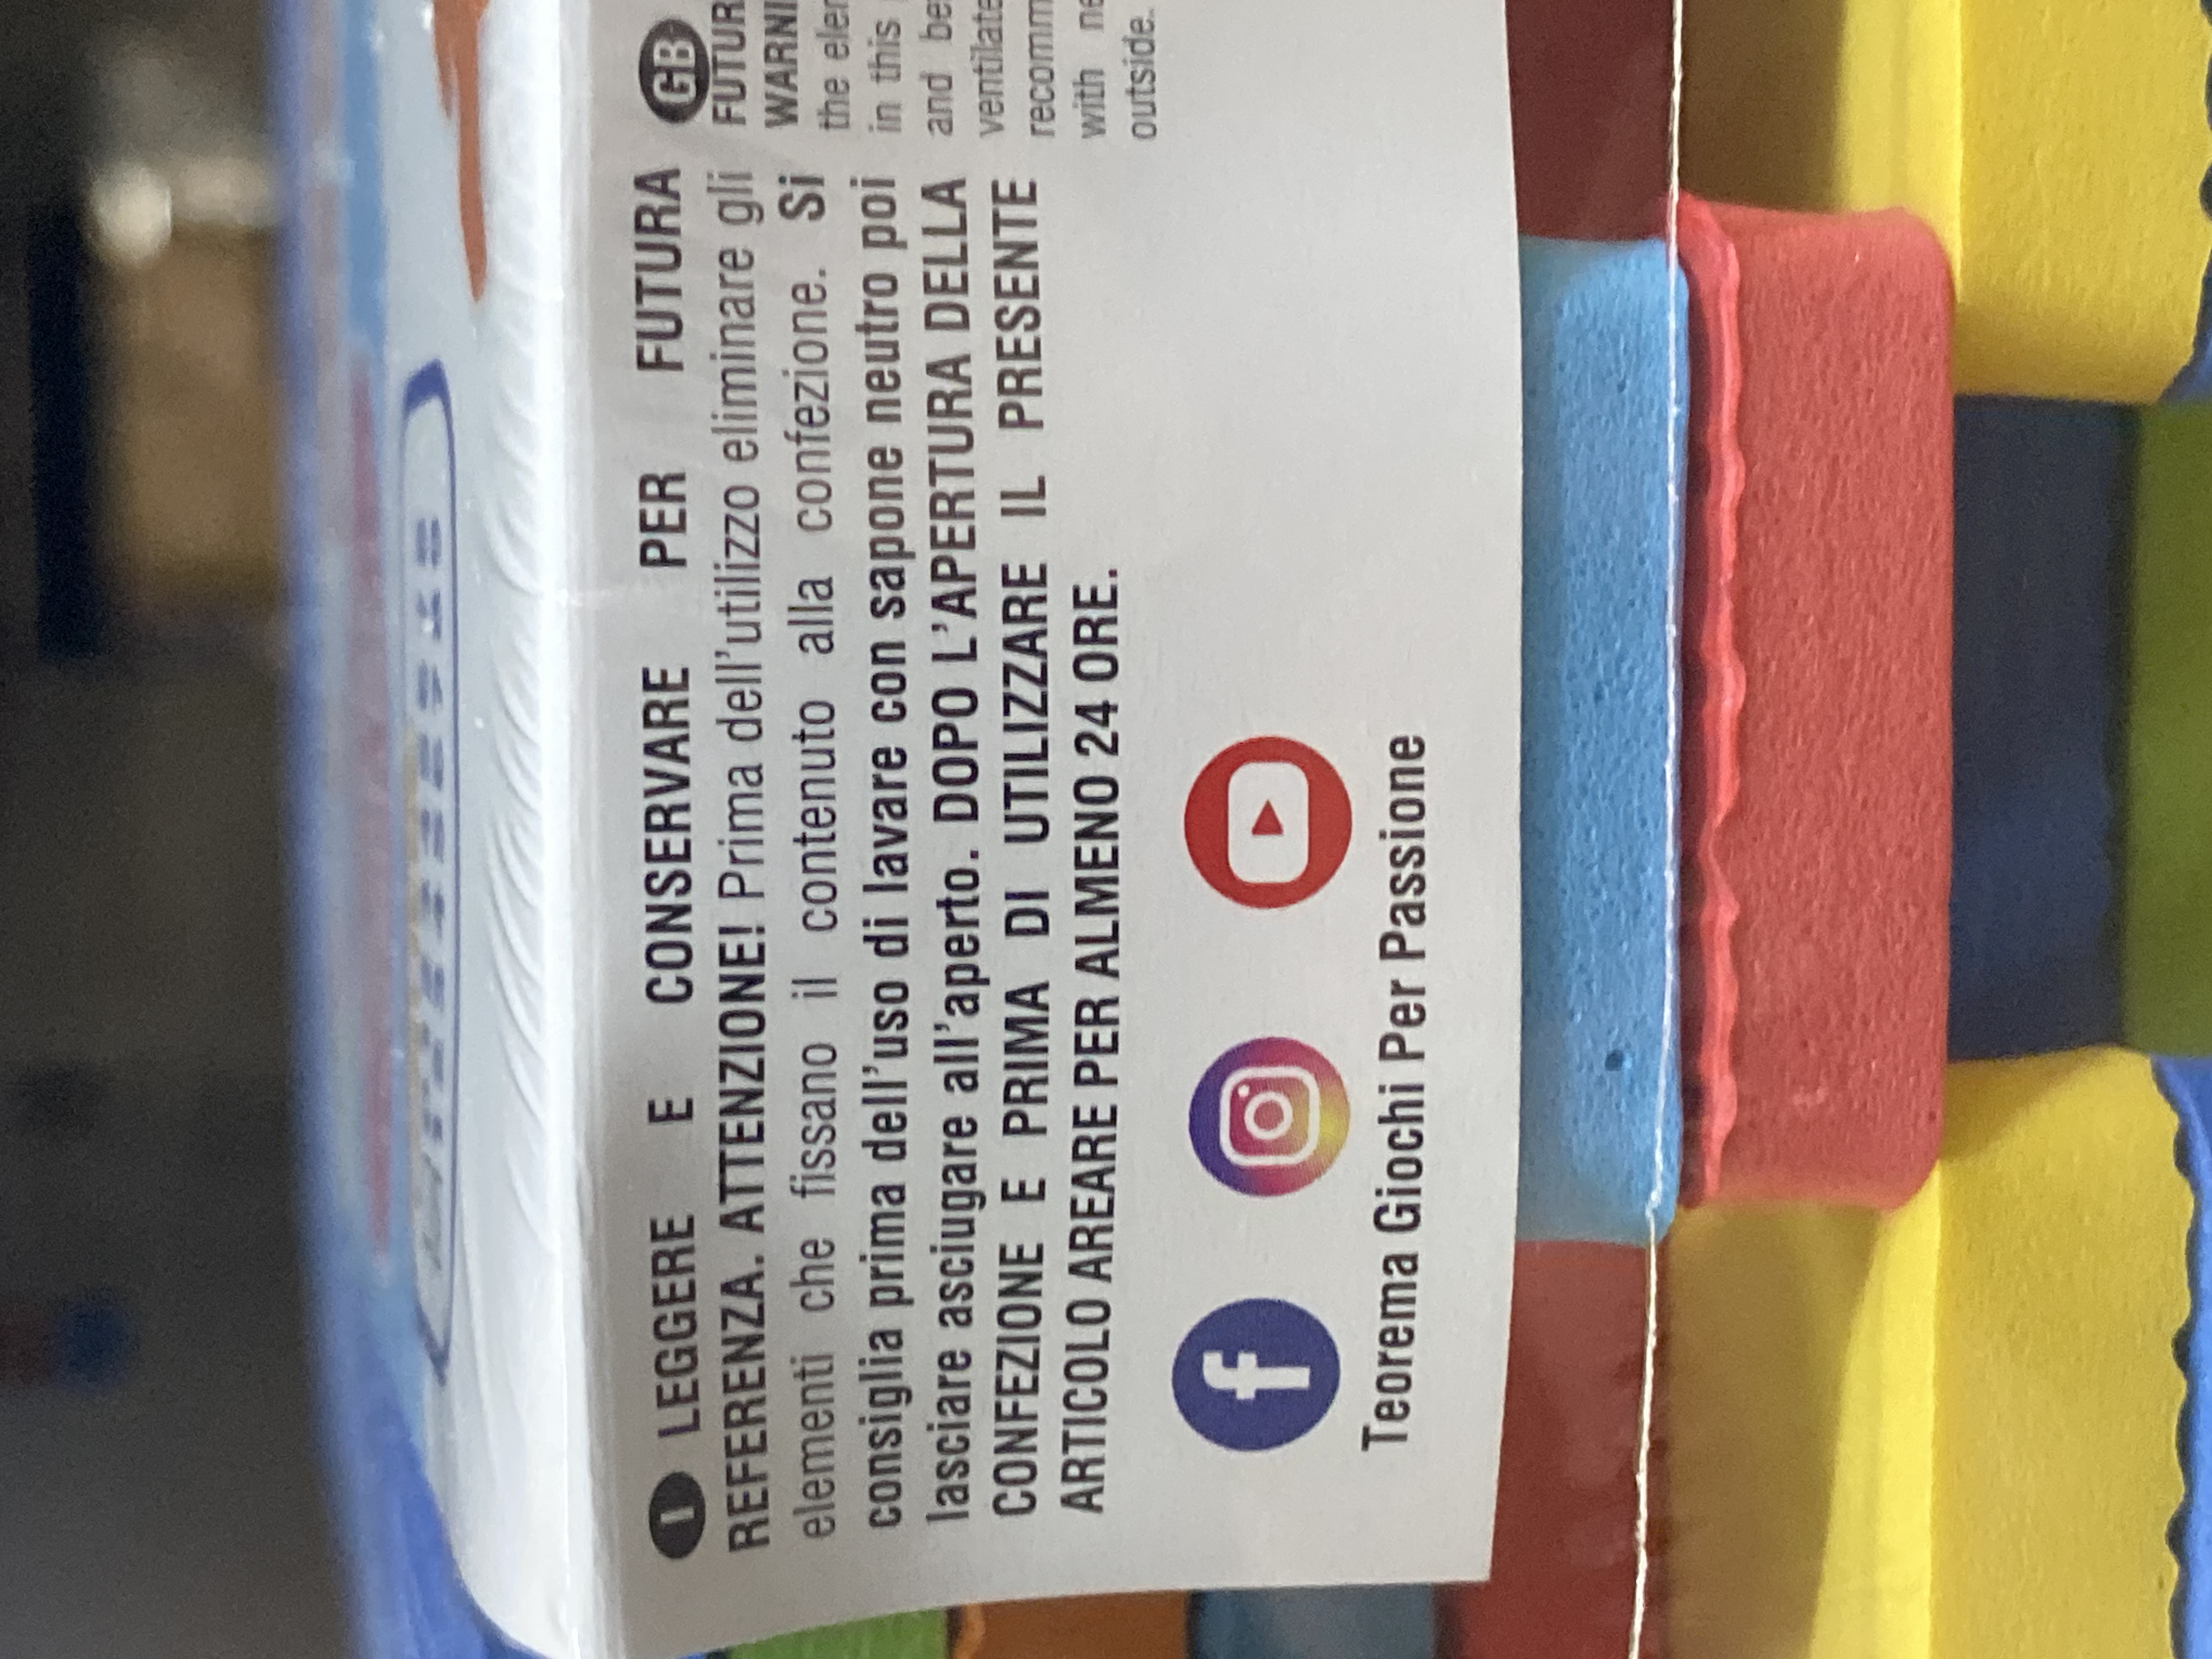 I LEGGERE E CONSERVARE PER FUTURA
REFERENZA. ATTENZIONE! Prima dell'utilizzo eliminare gli
elementi che fissano il contenuto alla confezione. Si
consiglia prima dell'uso di lavare con sapone neutro poi
lasciare asciugare all'aperto. DOPO L'APERTURA DELLA
CONFEZIONE E PRIMA DI UTILIZZARE IL PRESENTE
ARTICOLO AREARE PER ALMENO 24 ORE.
Teorema Giochi Per Passione
GB
FUTUR
WARNI
the elem
in this
and be
ventilate
recomm
with ne
outside.